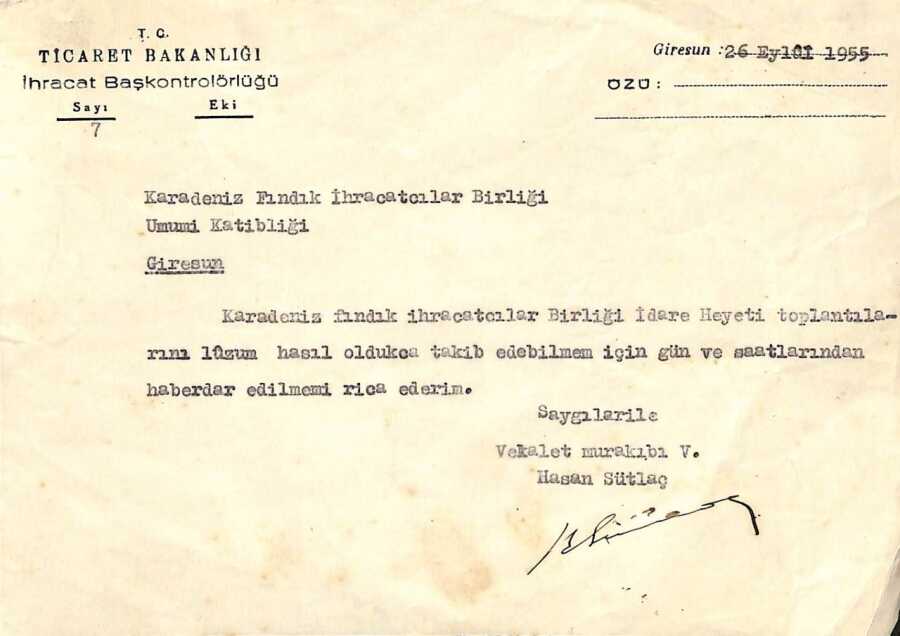 T. C.
TİCARET BAKANLIĞI
İhracat Başkontrolörlüğü
Sayı Eki
7
Giresun : 26 Eylûl 1955
ÖZÜ :
Karadeniz Fındık İhracatcılar Birliği
Umumi Katibliği
Giresun
Karadeniz fındık ihracatcılar Birliği İdare Heyeti toplantıla-
rını lûzum hasıl oldukca takib edebilmem için gün ve saatlarından
haberdar edilmemi rica ederim.
Saygılarile
Vekalet murakıbı V.
Hasan Sütlaç